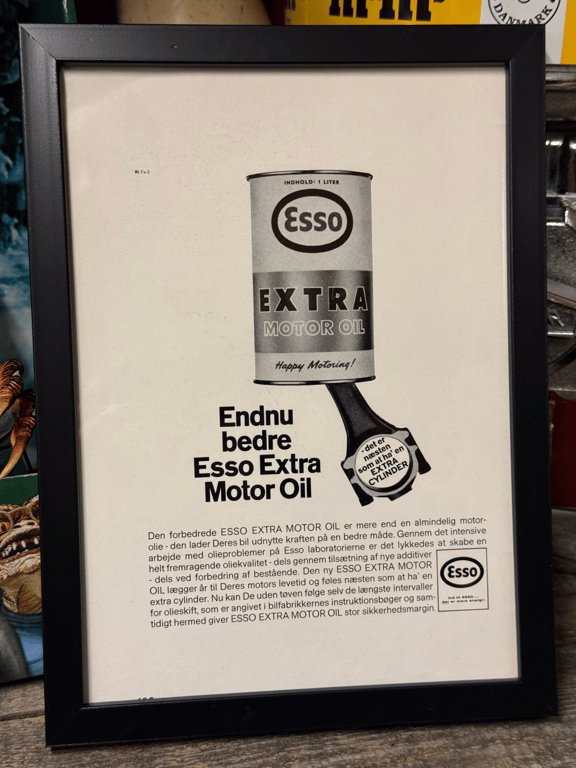 DANMARK
60 Fa-2
INDHOLD: 1 LITER
Esso
EXTRA
MOTOR OIL
Happy Motoring!
Endnu
bedre
Esso Extra
Motor Oil
- det er
næsten
som at ha' en
EXTRA
CYLINDER
Den forbedrede ESSO EXTRA MOTOR OIL er mere end en almindelig motor-
olie - den lader Deres bil udnytte kraften på en bedre måde. Gennem det intensive
arbejde med olieproblemer på Esso laboratorierne er det lykkedes at skabe en
helt fremragende oliekvalitet - dels gennem tilsætning af nye additiver
- dels ved forbedring af bestående. Den ny ESSO EXTRA MOTOR
OIL lægger år til Deres motors levetid og føles næsten som at ha' en
extra cylinder. Nu kan De uden tøven følge selv de længste intervaller
for olieskift, som er angivet i bilfabrikkernes instruktionsbøger og sam-
tidigt hermed giver ESSO EXTRA MOTOR OIL stor sikkerhedsmargin.
Esso